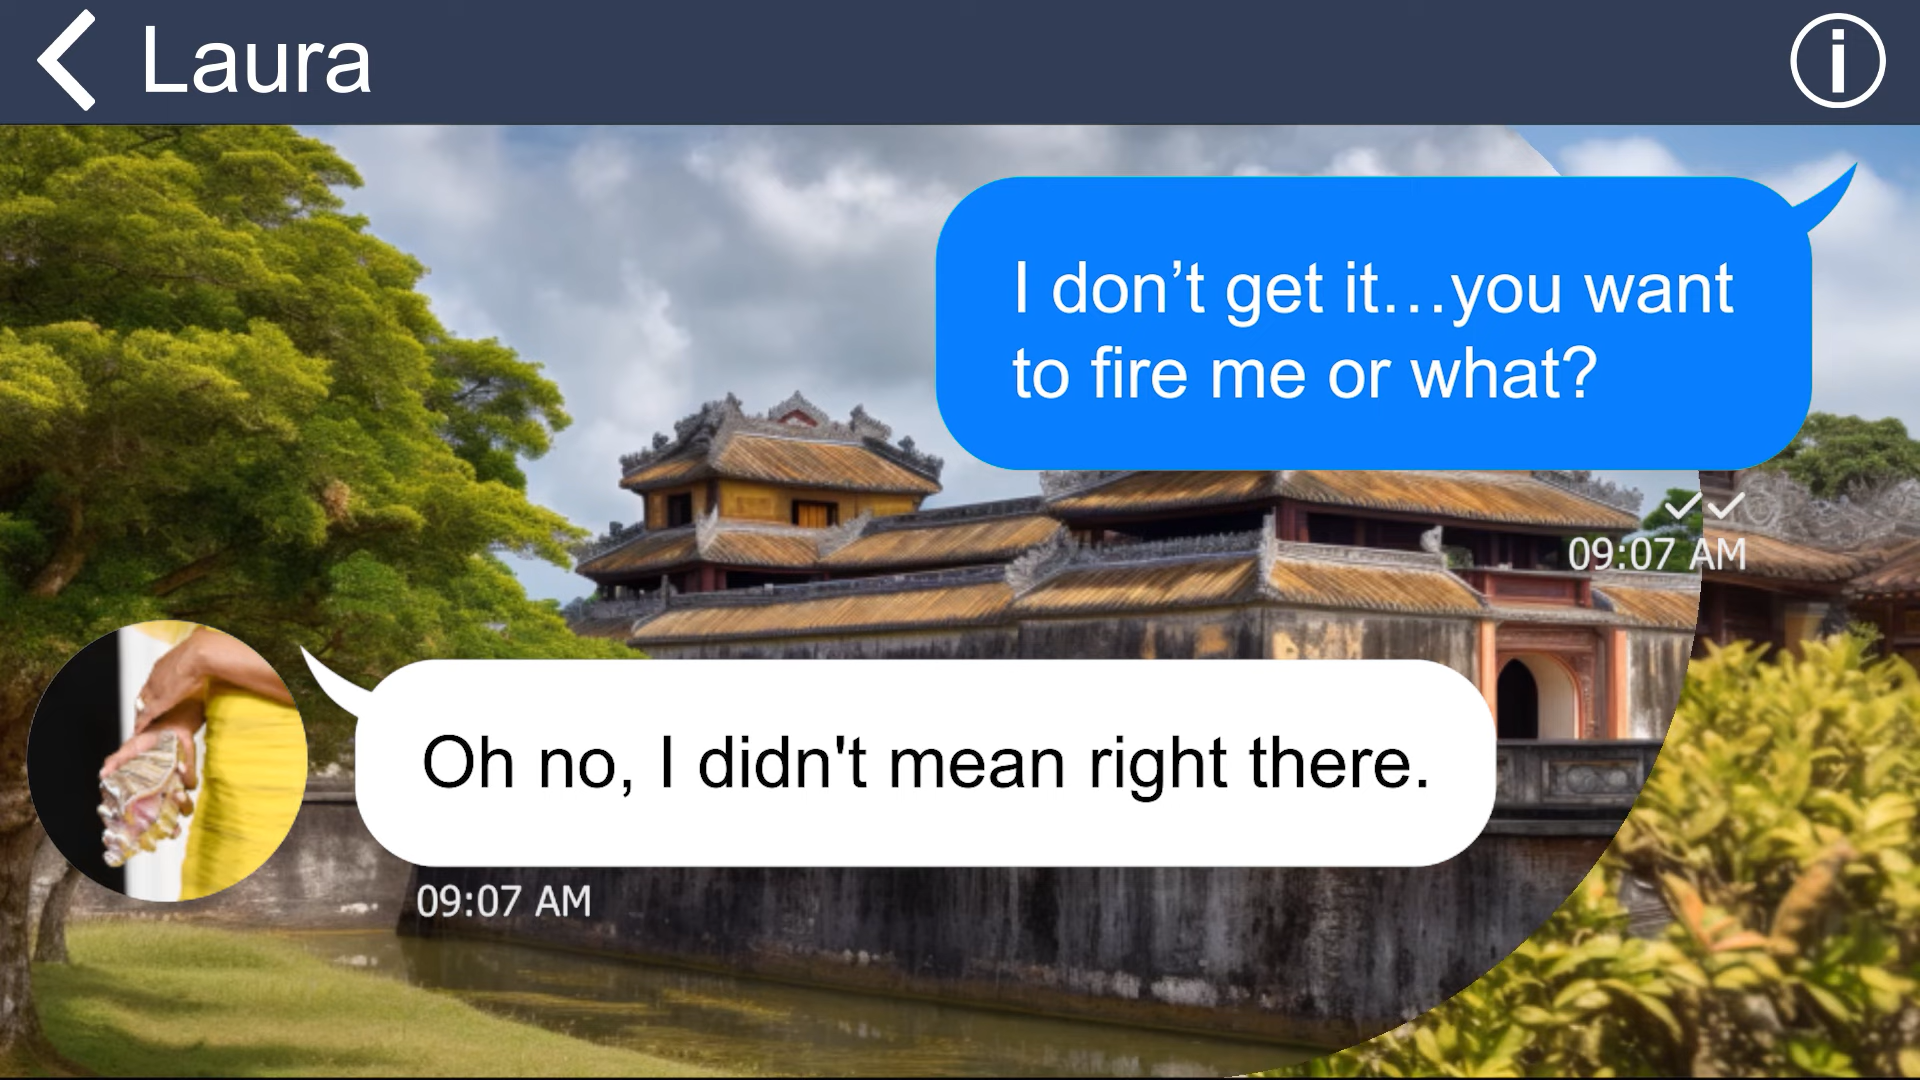 Laura
I don’t get it…you want
to fire me or what?
09:07 AM
Oh no, I didn't mean right there.
09:07 AM